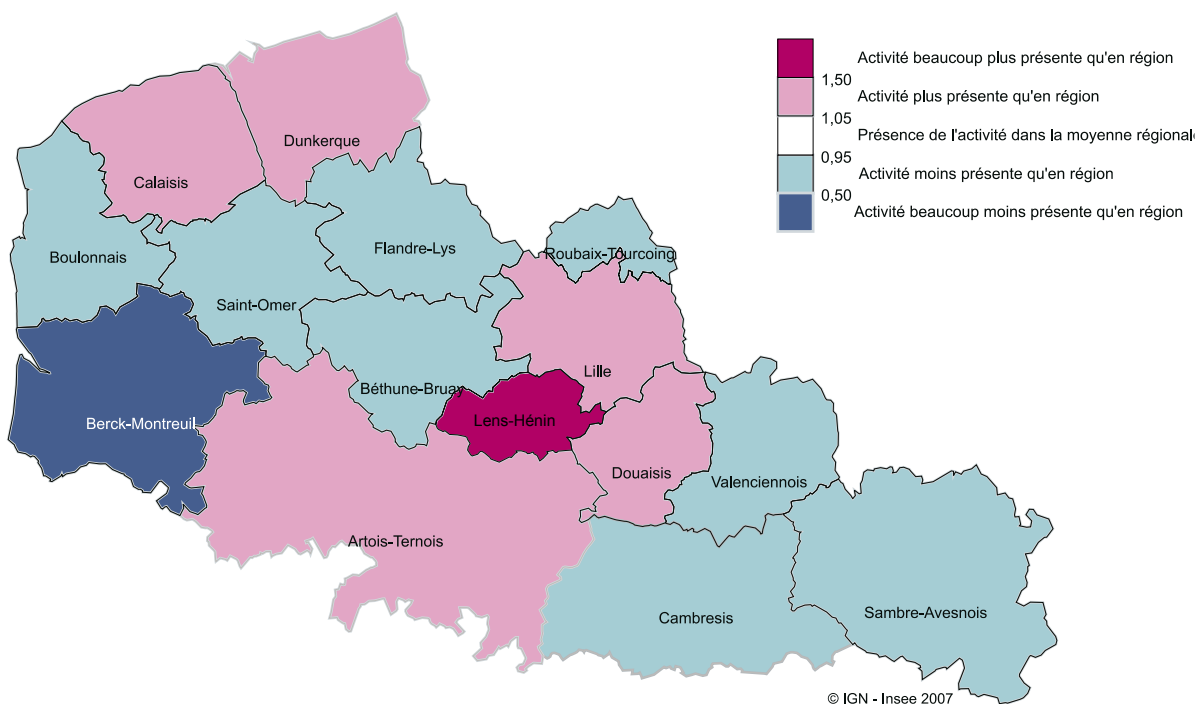 Activité beaucoup plus présente qu'en région
1,50
Activité plus présente qu'en région
1,05
Présence de l'activité dans la moyenne régional
0,95
Activité moins présente qu'en région
0,50
Activité beaucoup moins présente qu'en région
Dunkerque
Calaisis
Flandre-Lys
Roubaix-Tourcoing
Boulonnais
Saint-Omer
Lille
Béthune-Bruay
Berck-Montreuil
Lens-Hénin
Douaisis
Valenciennois
Artois-Ternois
Cambresis
Sambre-Avesnois
© IGN - Insee 2007